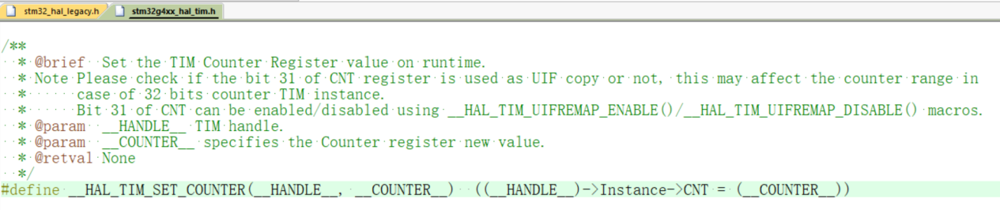 stm32_hal_legacy.h stm32g4xx_hal_tim.h
/**
* @brief Set the TIM Counter Register value on runtime.
* Note Please check if the bit 31 of CNT register is used as UIF copy or not, this may affect the counter range in
* case of 32 bits counter TIM instance.
* Bit 31 of CNT can be enabled/disabled using __HAL_TIM_UIFREMAP_ENABLE()/__HAL_TIM_UIFREMAP_DISABLE() macros.
* @param __HANDLE__ TIM handle.
* @param __COUNTER__ specifies the Counter register new value.
* @retval None
*/
#define __HAL_TIM_SET_COUNTER(__HANDLE__, __COUNTER__) ((__HANDLE__)->Instance->CNT = (__COUNTER__))